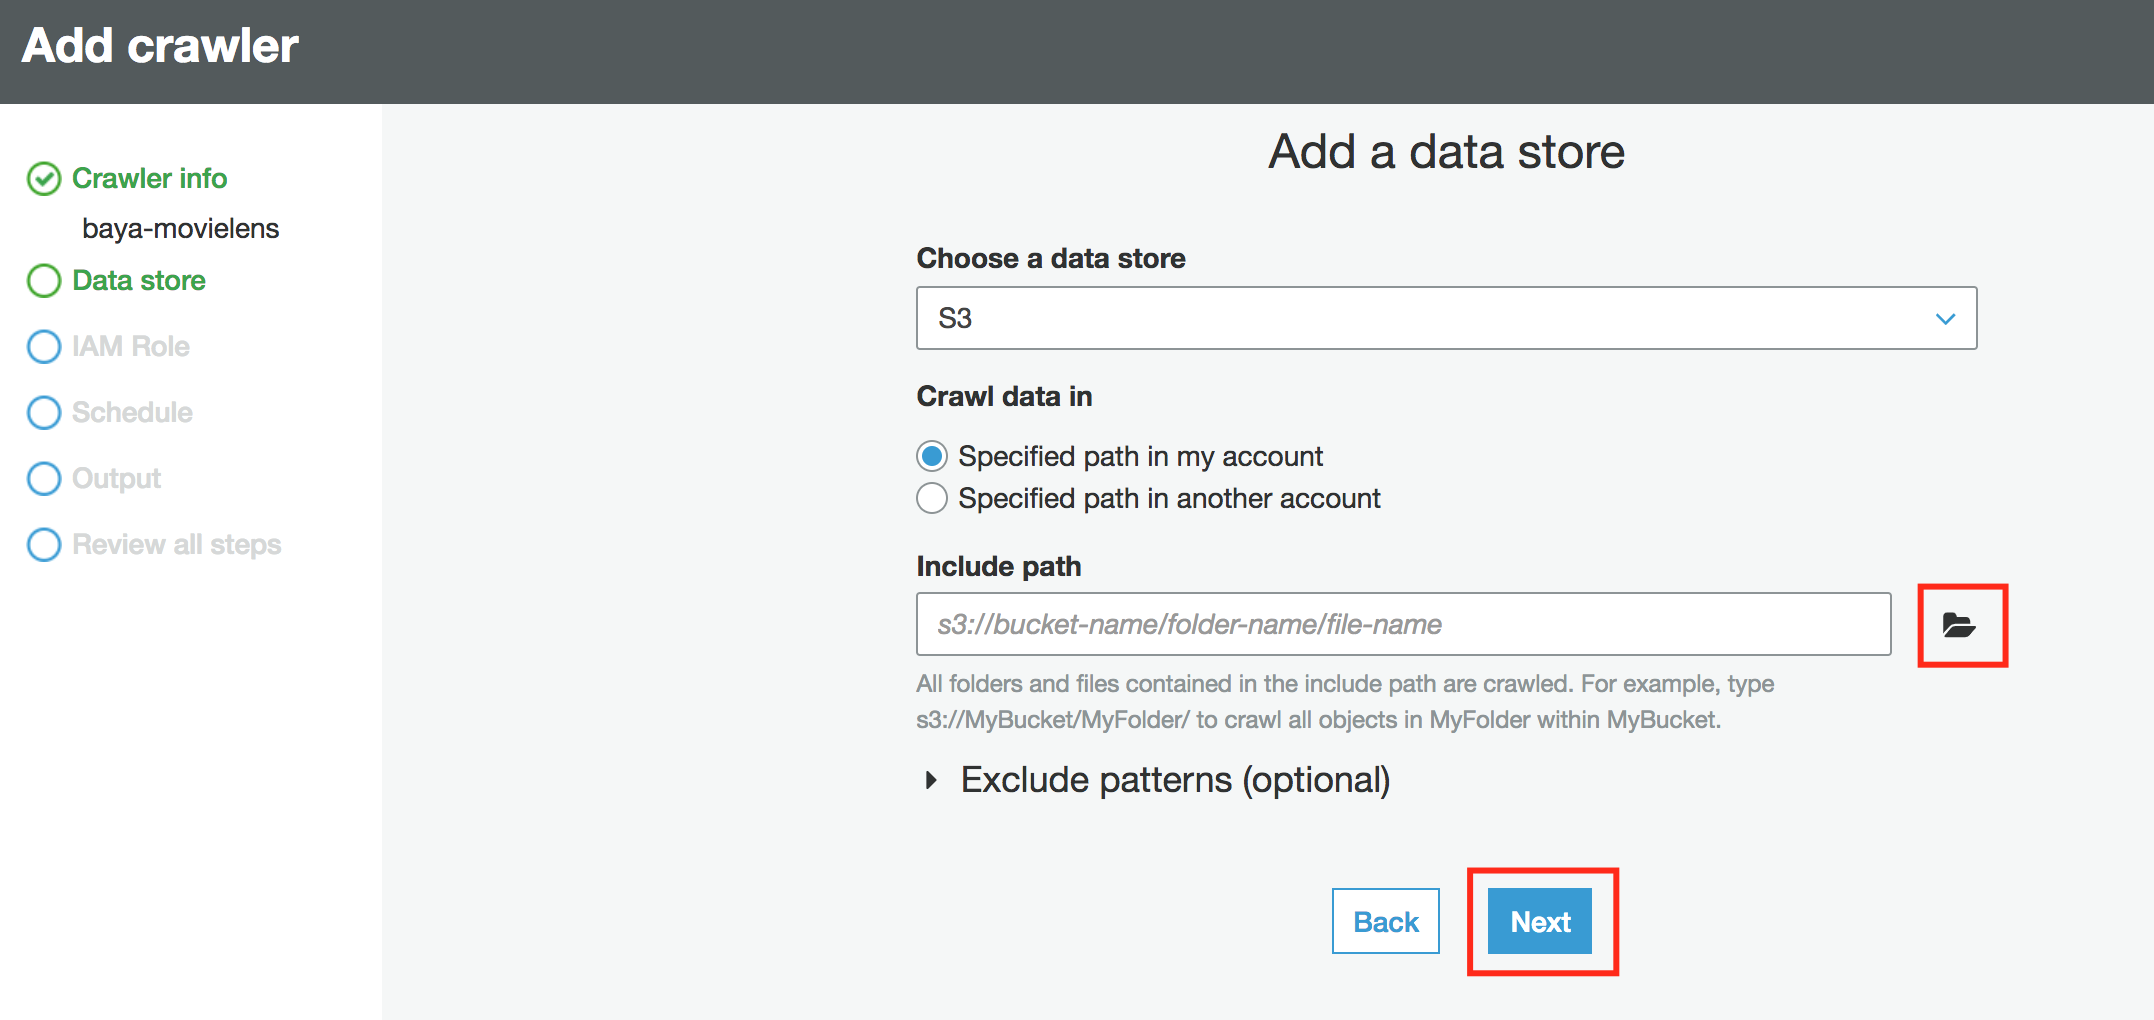 Add crawler
Crawler info
baya-movielens
Data store
IAM Role
Schedule
Output
Review all steps
Add a data store
Choose a data store
S3
Crawl data in
Specified path in my account
Specified path in another account
Include path
s3://bucket-name/folder-name/file-name
All folders and files contained in the include path are crawled. For example, type
s3://MyBucket/MyFolder/ to crawl all objects in MyFolder within MyBucket.
Exclude patterns (optional)
Back
Next